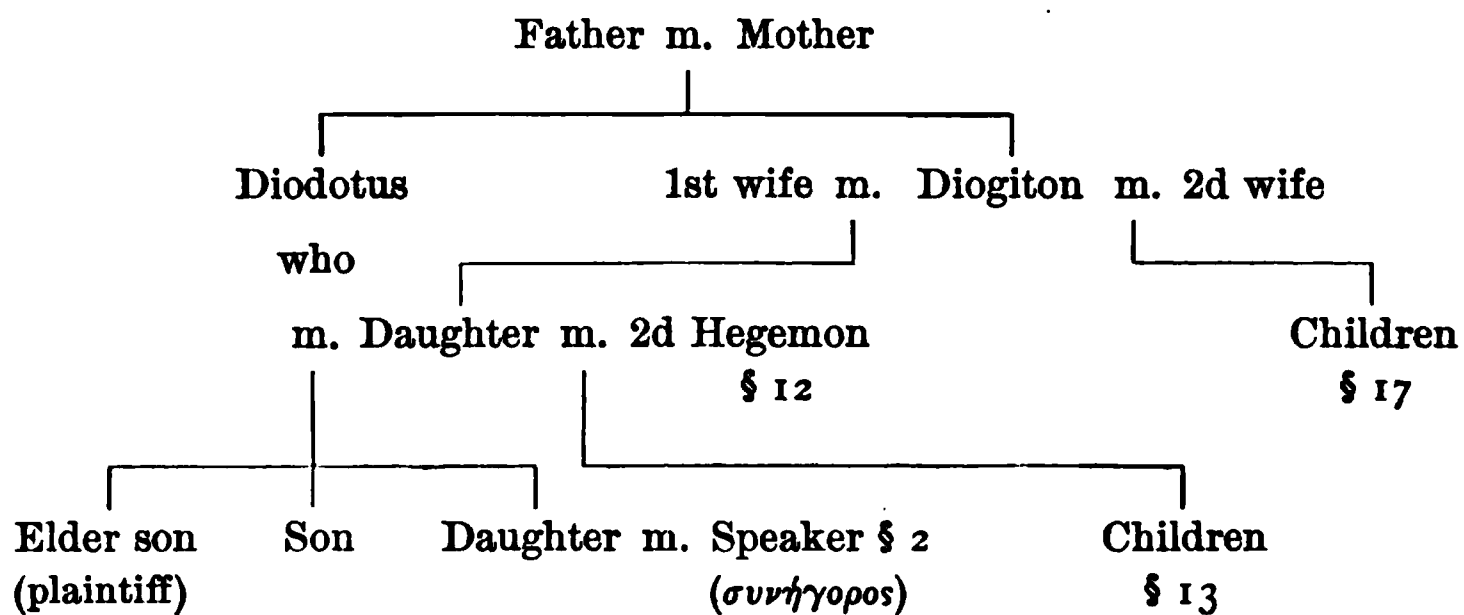 Father m. Mother
Diodotus 1st wife m. Diogiton m. 2d wife
who
m. Daughter m. 2d Hegemon Children
§ 12 § 17
Elder son Son Daughter m. Speaker § 2 Children
(plaintiff) (συνήγορος) § 13